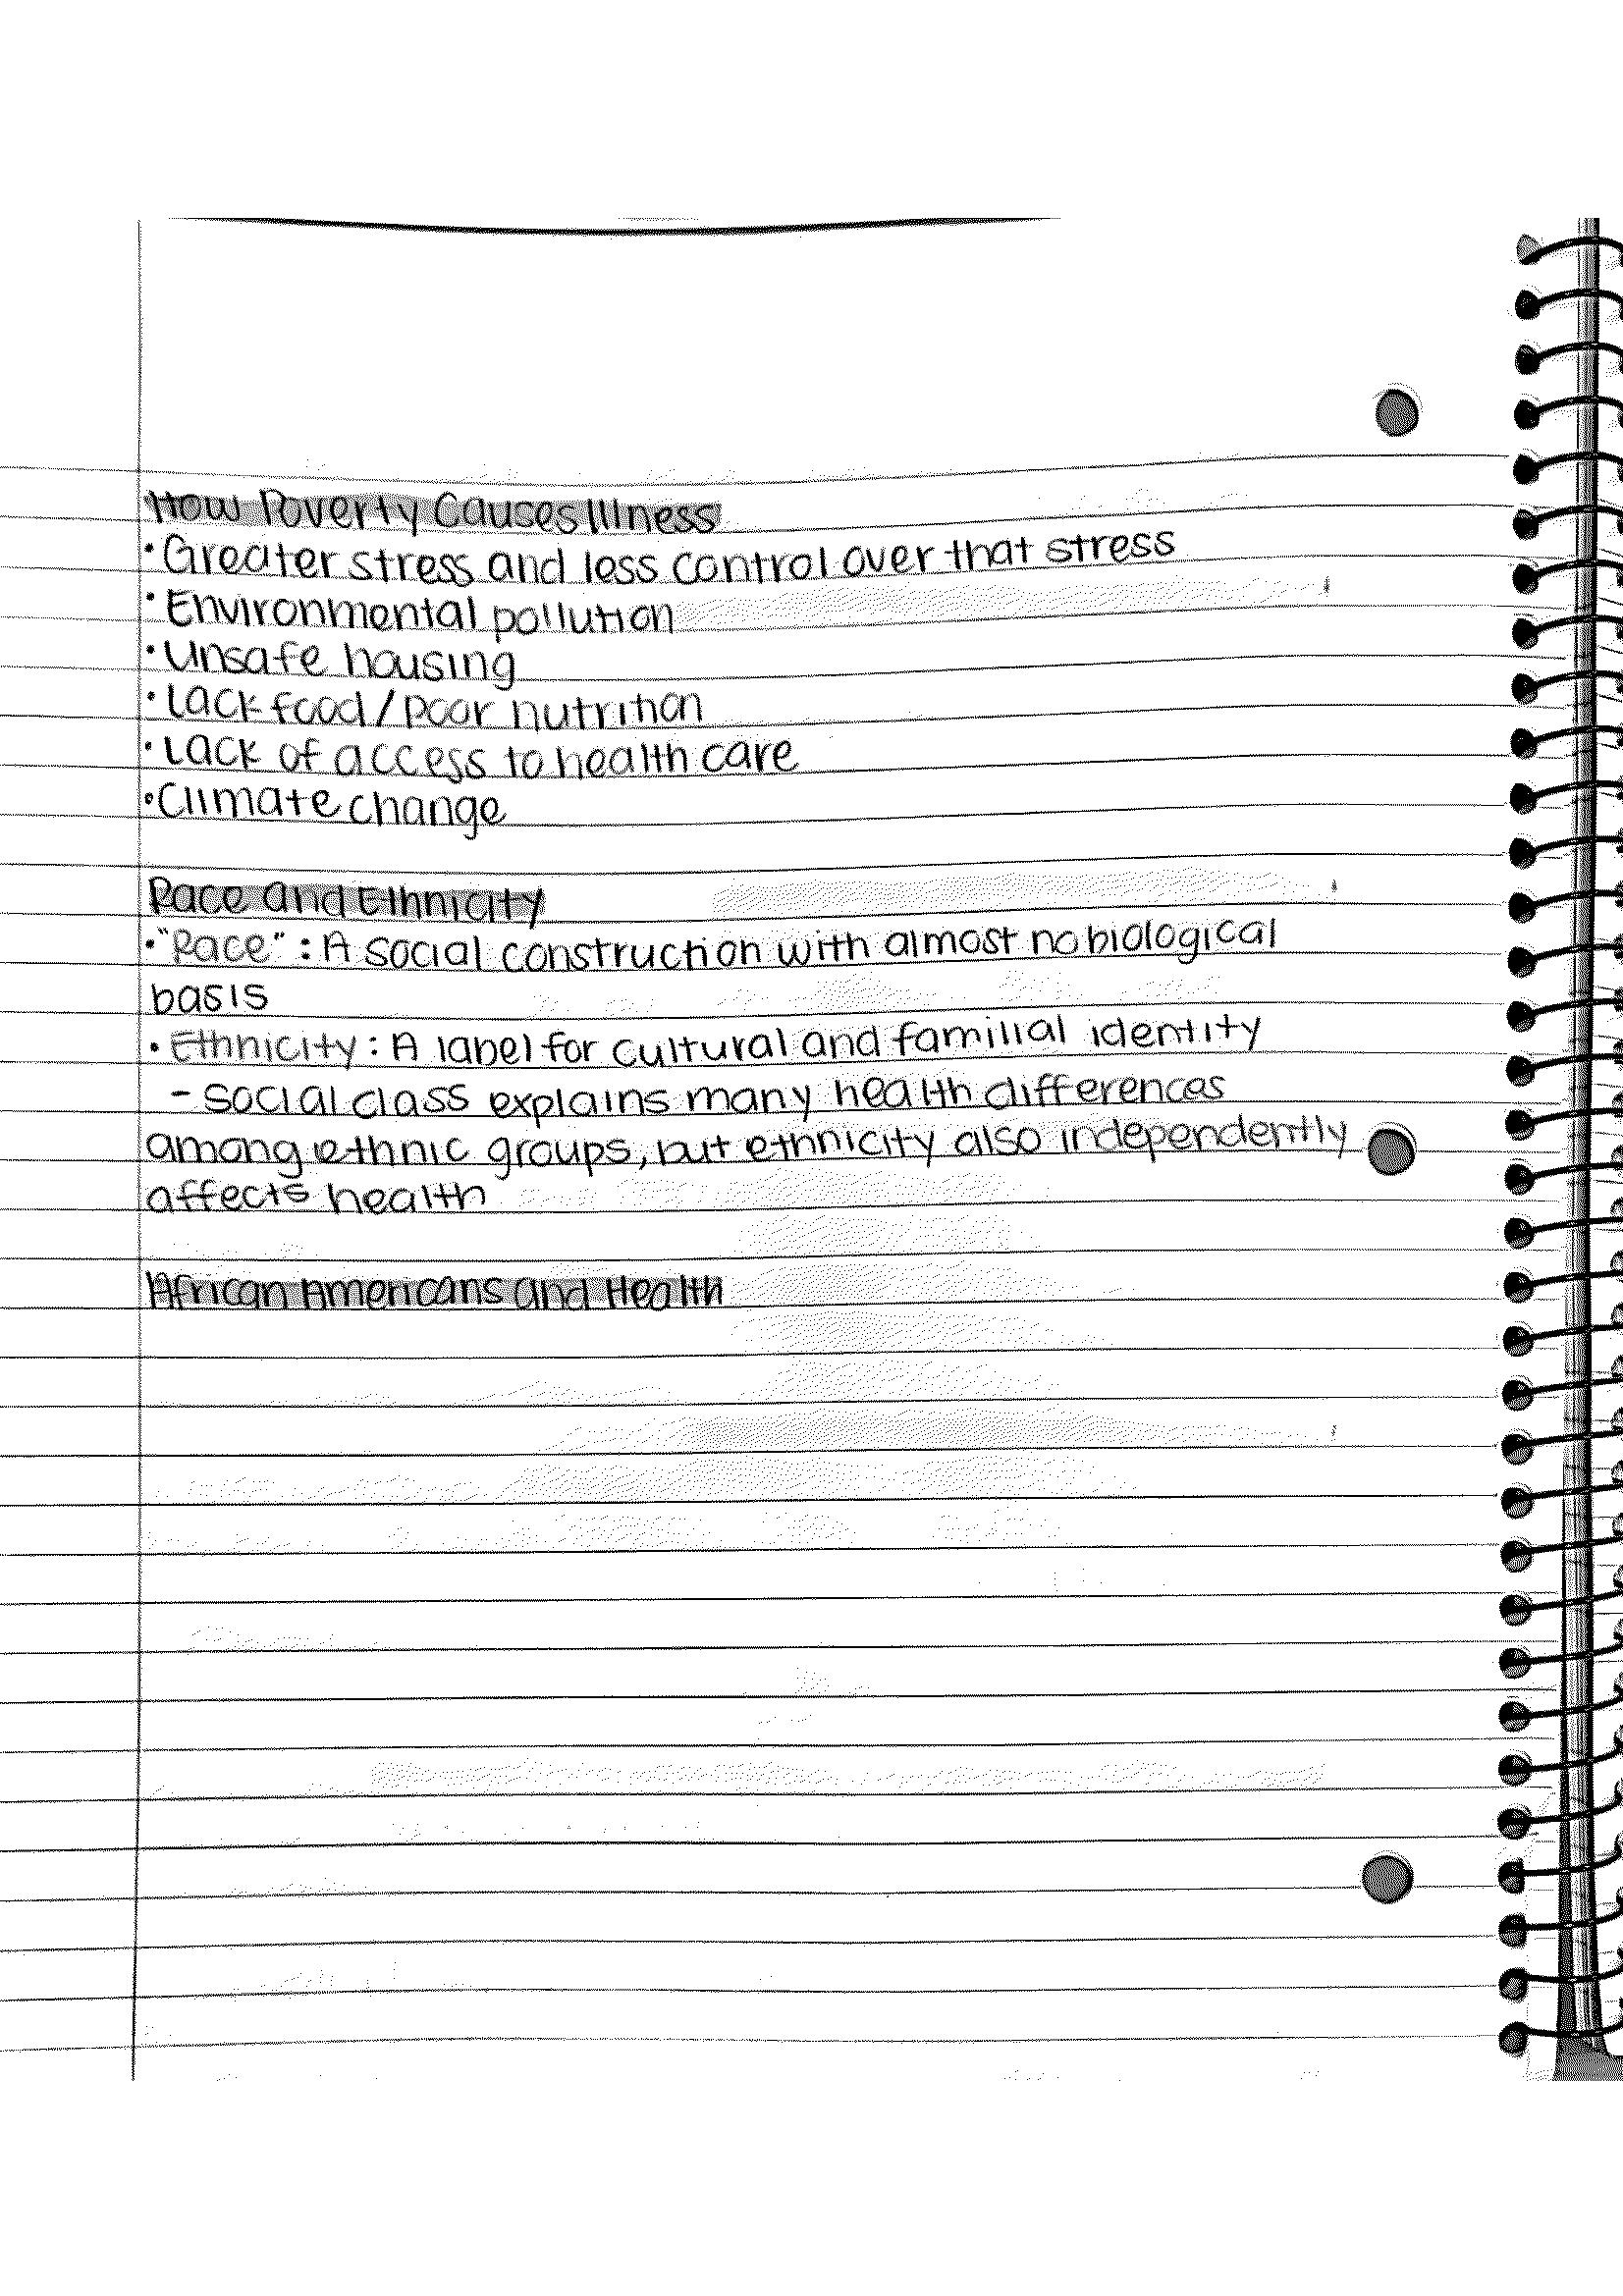 How Poverty Causes Illness
• Greater stress and less control over that stress
• Environmental pollution
• Unsafe housing
• Lack food / poor nutrition
• Lack of access to health care
• Climate change
Race and Ethnicity
• "Race" : A social construction with almost no biological
basis
• Ethnicity : A label for cultural and familial identity
- Social class explains many health differences
among ethnic groups, but ethnicity also independently
affects health
African Americans and Health